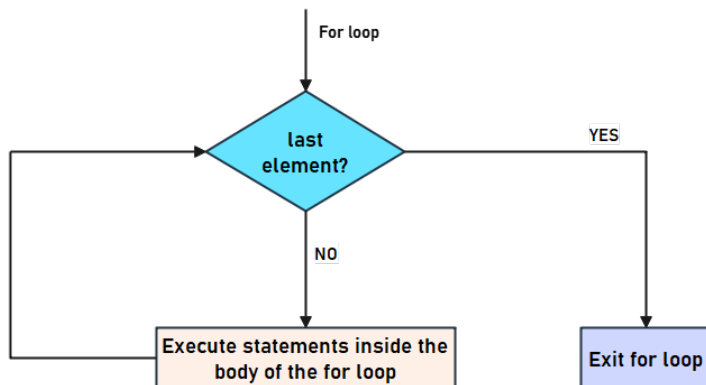 For loop
last
element?
YES
NO
Execute statements inside the
body of the for loop
Exit for loop